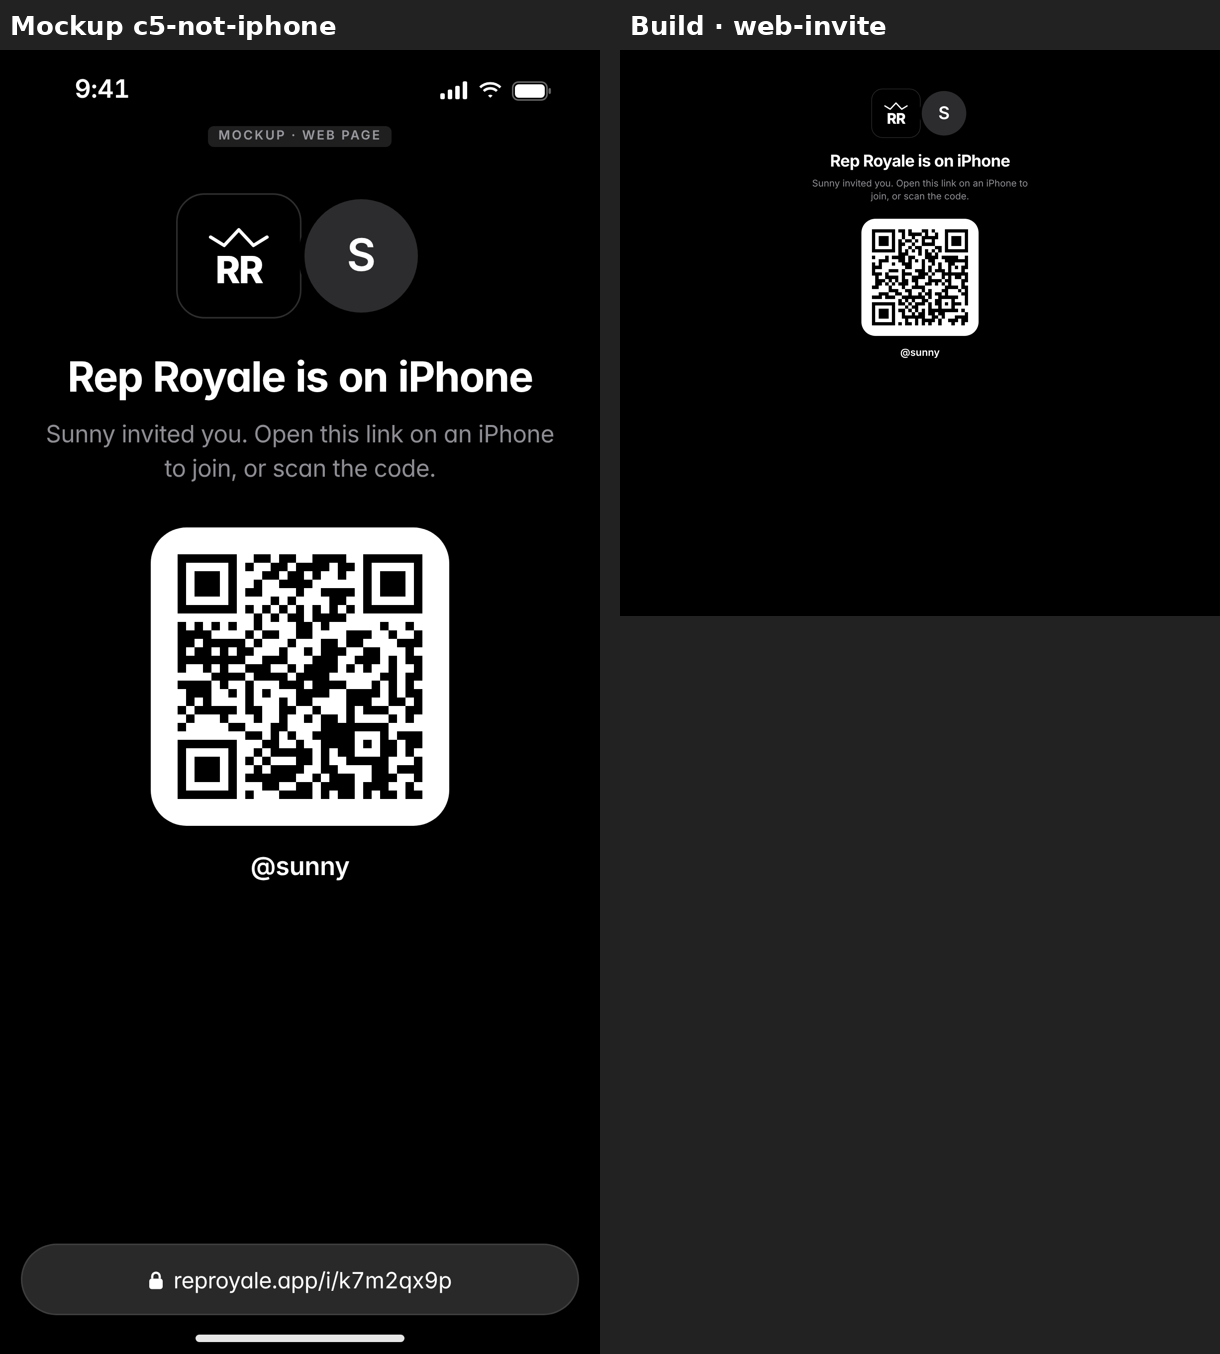 Mockup c5-not-iphone
9:41
MOCKUP · WEB PAGE
RR
S
Rep Royale is on iPhone
Sunny invited you. Open this link on an iPhone
to join, or scan the code.
@sunny
reproyale.app/i/k7m2qx9p
Build · web-invite
RR
S
Rep Royale is on iPhone
Sunny invited you. Open this link on an iPhone to
join, or scan the code.
@sunny